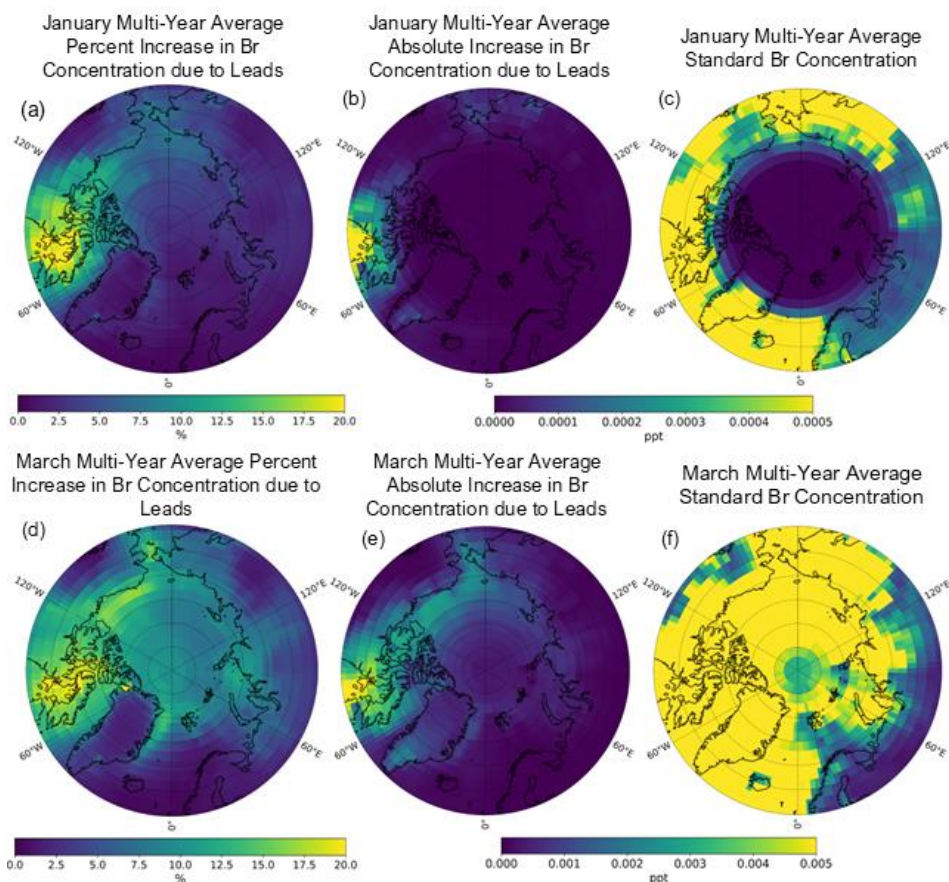 January Multi-Year Average
Percent Increase in Br
Concentration due to Leads
January Multi-Year Average
Absolute Increase in Br
Concentration due to Leads
January Multi-Year Average
Standard Br Concentration
(a)
(b)
(c)
120°W
120°E
120°W
120°E
120°W
120°E
60°W
60°E
60°W
60°E
60°W
60°E
0°
0°
0°
0.0 2.5 5.0 7.5 10.0 12.5 15.0 17.5 20.0
%
0.0000 0.0001 0.0002 0.0003 0.0004 0.0005
ppt
March Multi-Year Average Percent
Increase in Br Concentration due to
Leads
March Multi-Year Average
Absolute Increase in Br
Concentration due to Leads
March Multi-Year Average
Standard Br Concentration
(d)
(e)
(f)
120°W
120°E
120°W
120°E
120°W
120°E
60°W
60°E
60°W
60°E
60°W
60°E
0°
0°
0°
0.0 2.5 5.0 7.5 10.0 12.5 15.0 17.5 20.0
%
0.000 0.001 0.002 0.003 0.004 0.005
ppt